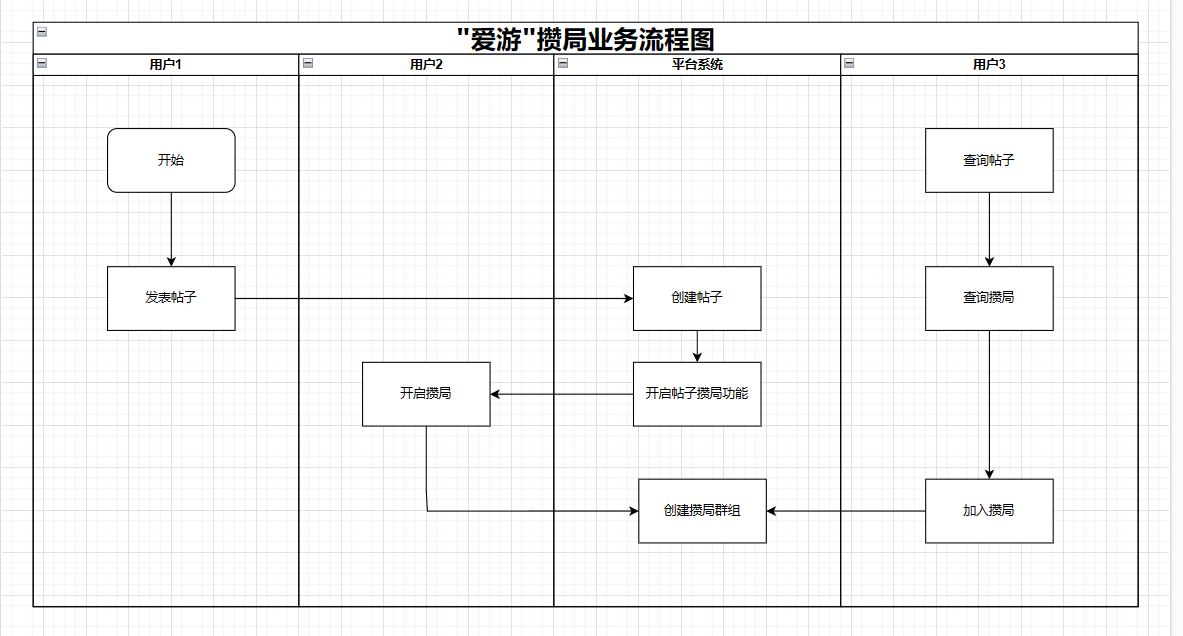 "爱游"攒局业务流程图
用户1
用户2
平台系统
用户3
开始
查询帖子
发表帖子
创建帖子
查询攒局
开启攒局
开启帖子攒局功能
创建攒局群组
加入攒局